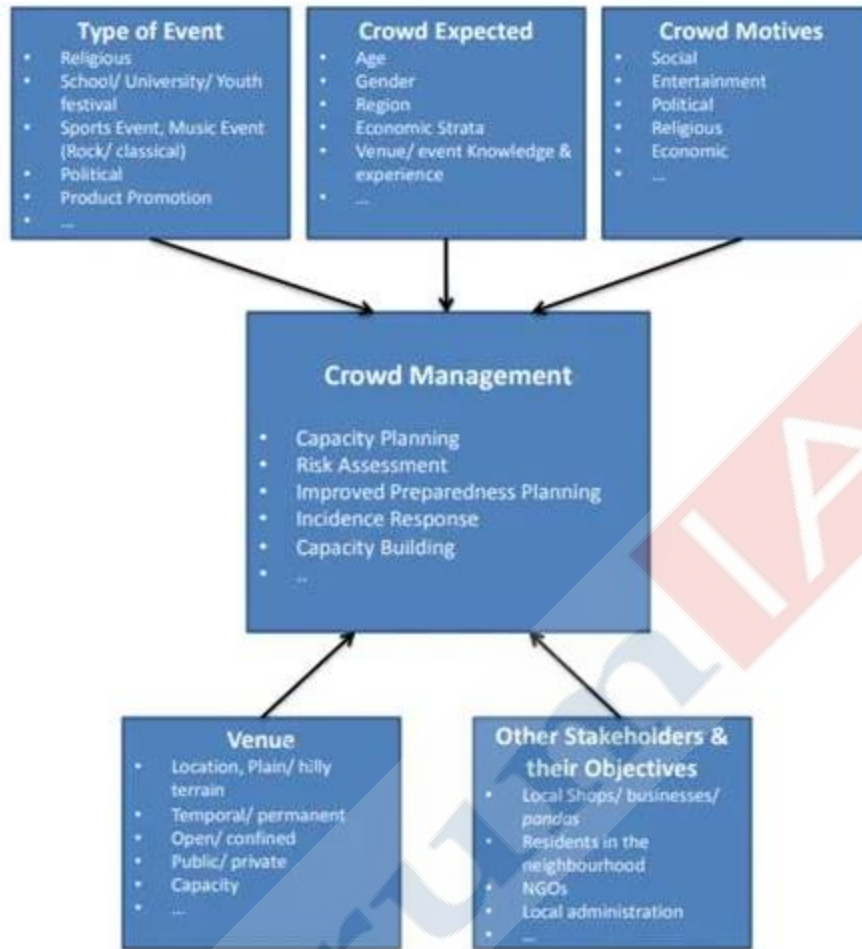 Type of Event
• Religious
• School/ University/ Youth
festival
• Sports Event, Music Event
(Rock/ classical)
• Political
• Product Promotion
• ...
Crowd Expected
• Age
• Gender
• Region
• Economic Strata
• Venue/ event Knowledge &
experience
• ...
Crowd Motives
• Social
• Entertainment
• Political
• Religious
• Economic
• ...
Crowd Management
• Capacity Planning
• Risk Assessment
• Improved Preparedness Planning
• Incidence Response
• Capacity Building
• ..
Venue
• Location, Plain/ hilly
terrain
• Temporal/ permanent
• Open/ confined
• Public/ private
• Capacity
• ...
Other Stakeholders &
their Objectives
• Local Shops/ businesses/
pandas
• Residents in the
neighbourhood
• NGOs
• Local administration
• ...
rum IA